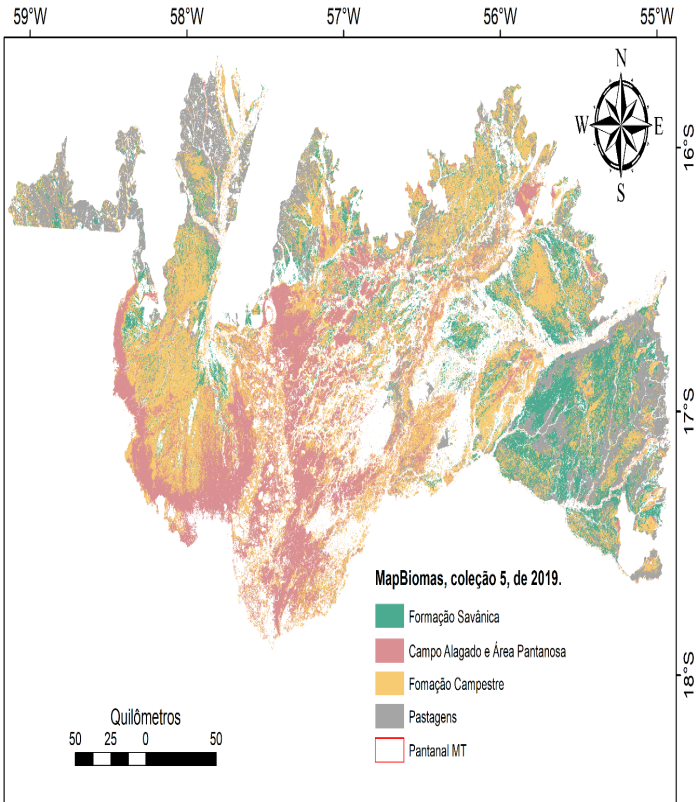 59°W 58°W 57°W 56°W 55°W
N
W E
S
16°S
17°S
18°S
MapBiomas, coleção 5, de 2019.
Formação Savânica
Campo Alagado e Área Pantanosa
Fomação Campestre
Pastagens
Pantanal MT
Quilômetros
50 25 0 50